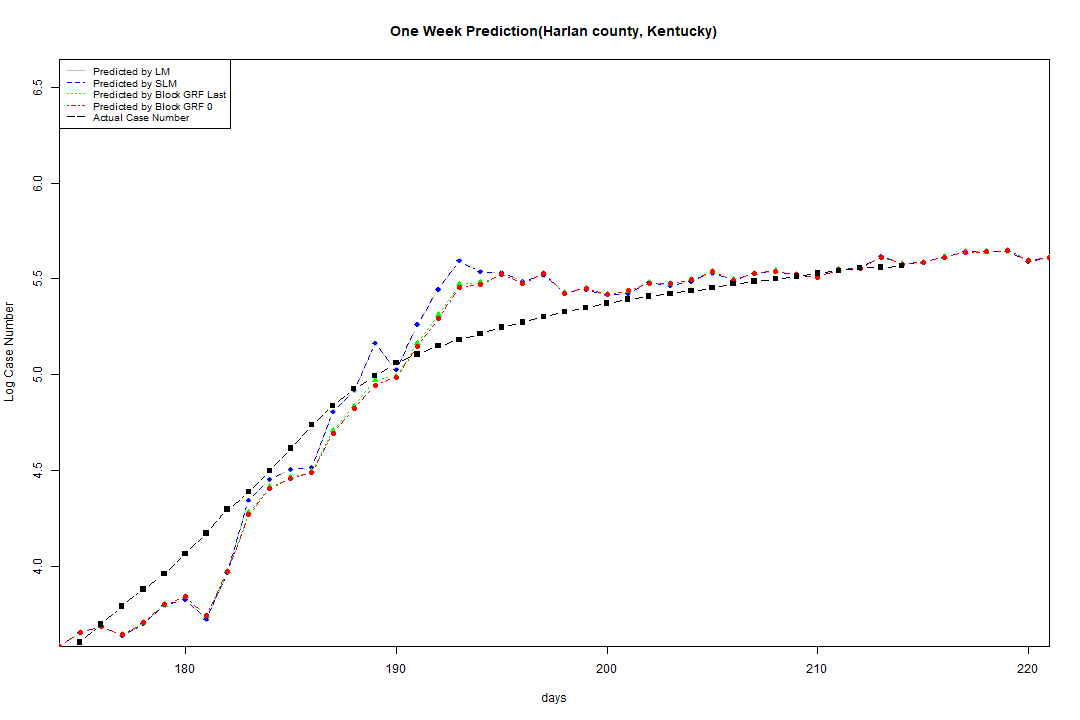 One Week Prediction(Harlan county, Kentucky)
Predicted by LM
Predicted by SLM
Predicted by Block GRF Last
Predicted by Block GRF 0
Actual Case Number
6.5
6.0
5.5
5.0
4.5
4.0
Log Case Number
180 190 200 210 220
days